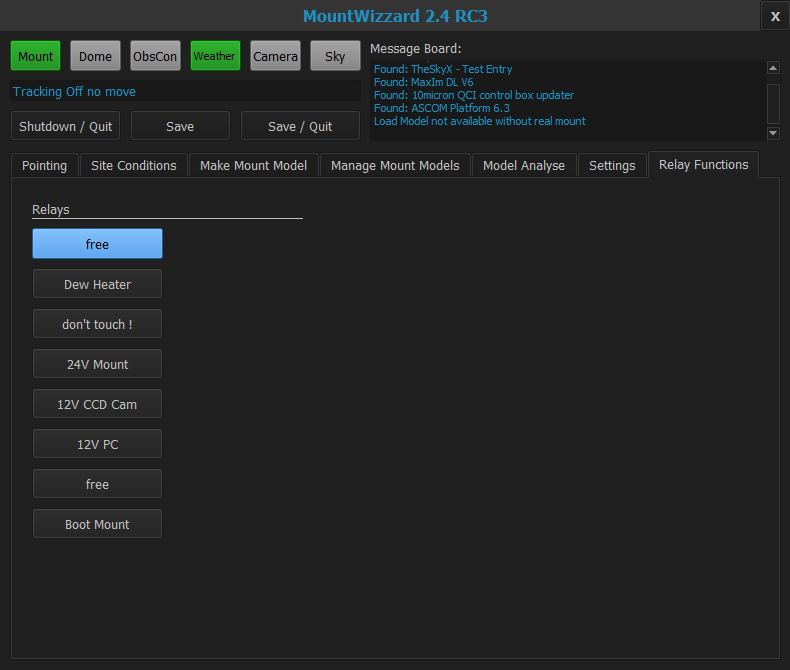 MountWizzard 2.4 RC3
X
Mount Dome ObsCon Weather Camera Sky
Message Board:
Found: TheSkyX - Test Entry
Found: MaxIm DL V6
Found: 10micron QCI control box updater
Found: ASCOM Platform 6.3
Load Model not available without real mount
Tracking Off no move
Shutdown / Quit Save Save / Quit
Pointing Site Conditions Make Mount Model Manage Mount Models Model Analyse Settings Relay Functions
Relays
free
Dew Heater
don't touch !
24V Mount
12V CCD Cam
12V PC
free
Boot Mount